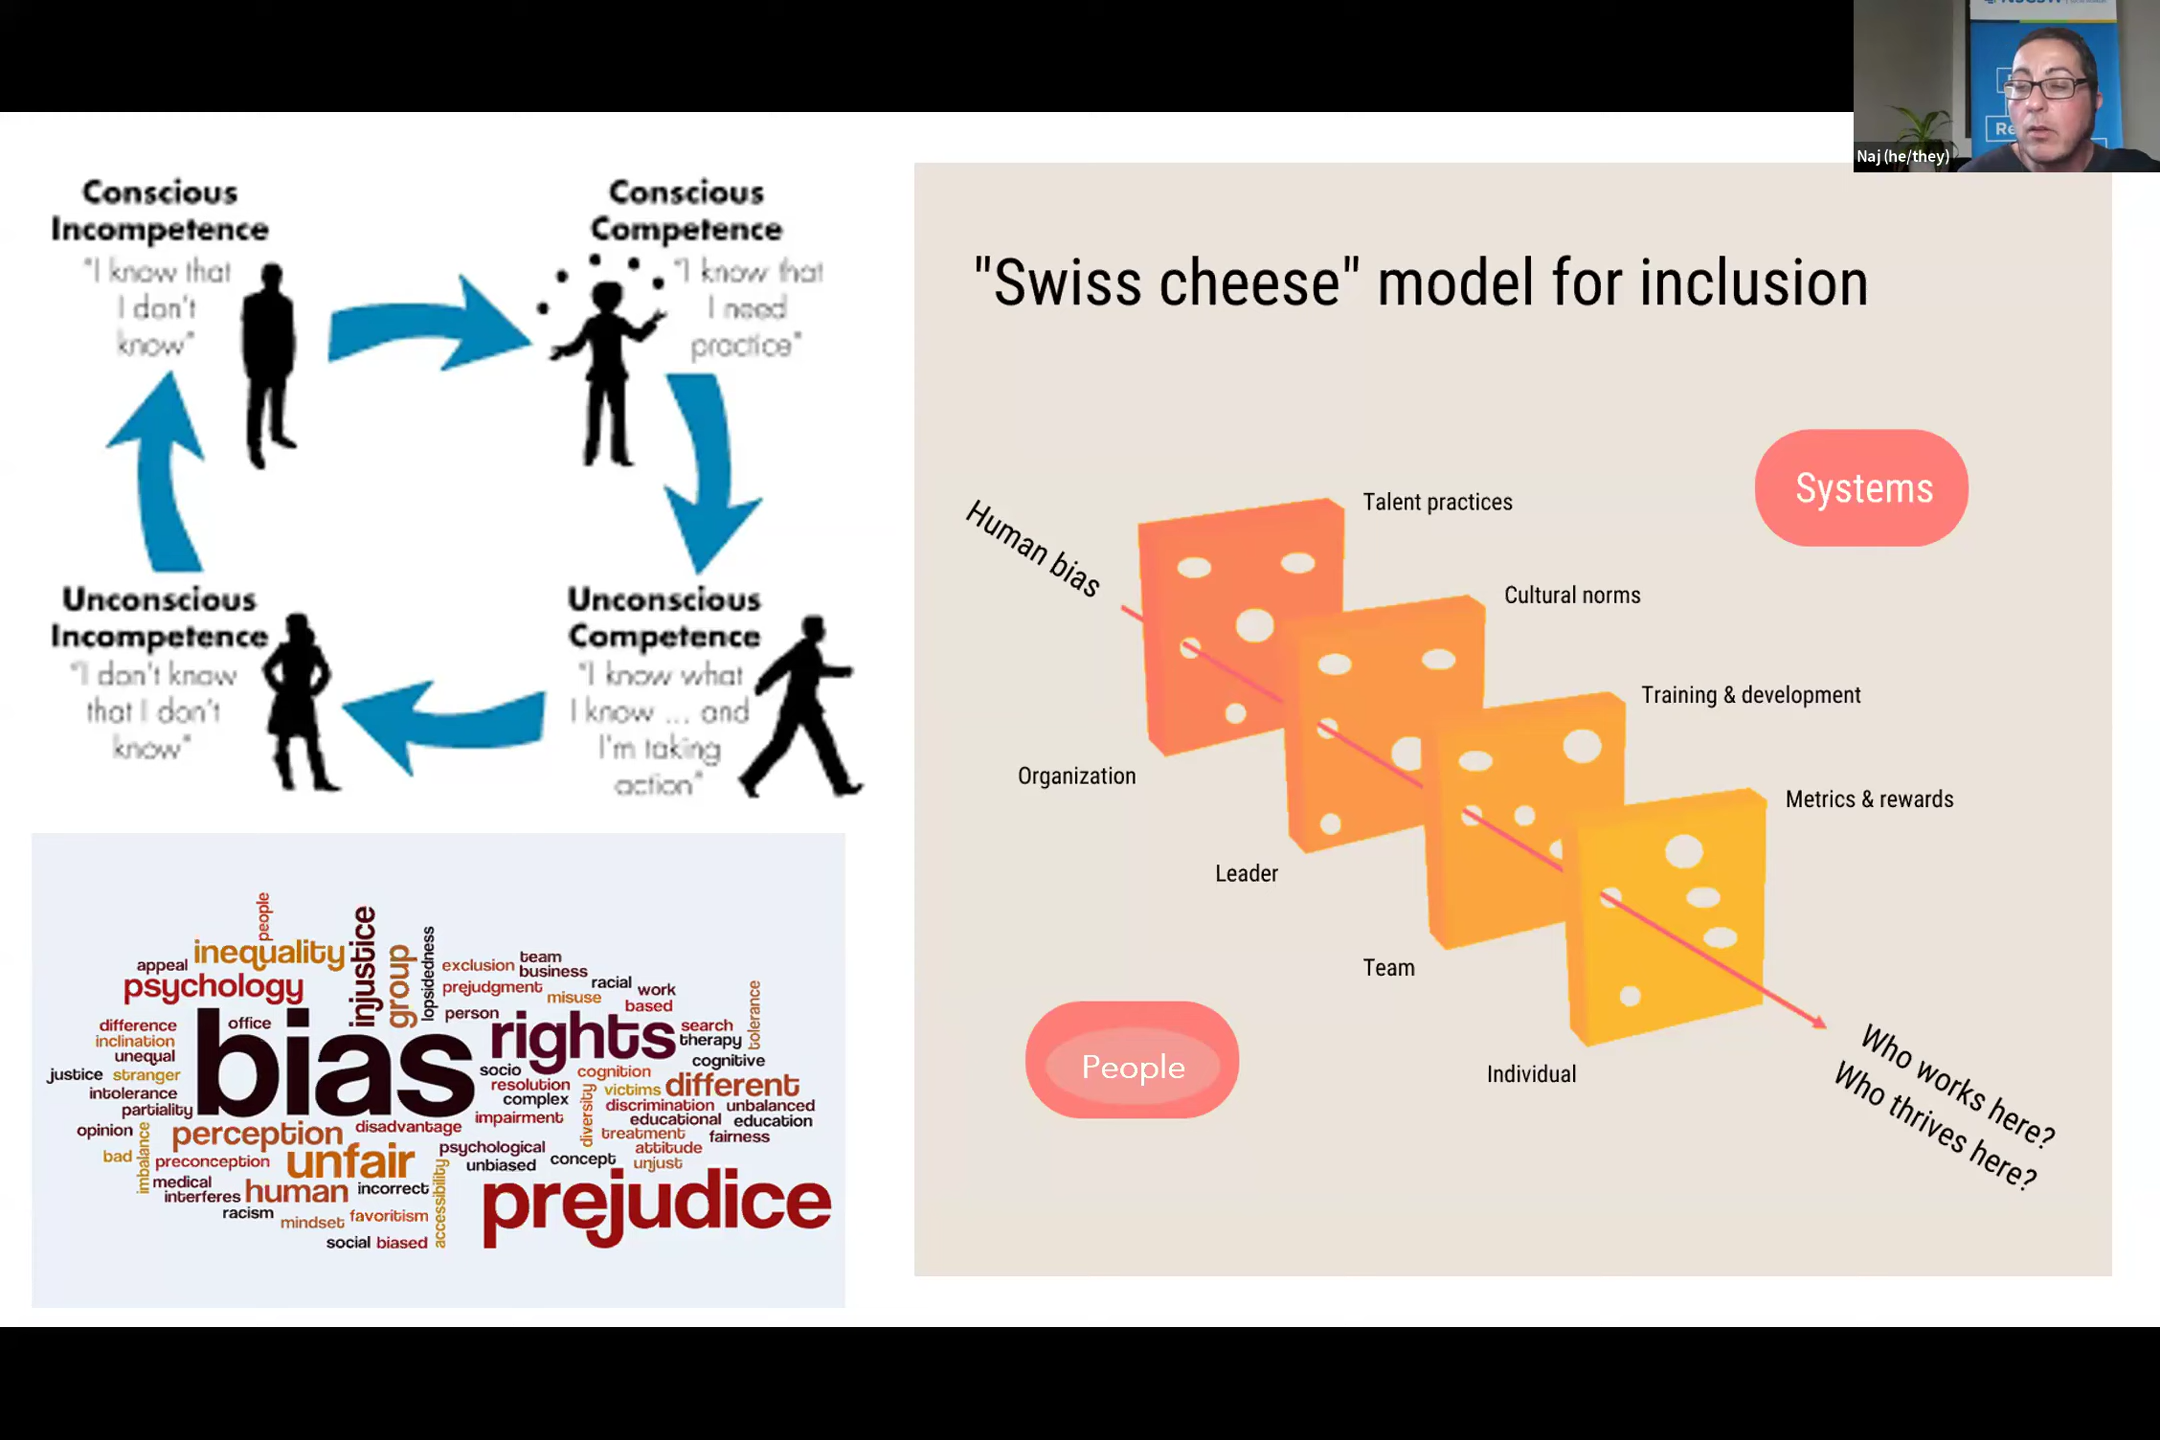 Naj (he/they)
Conscious
Incompetence
"I know that
I don't
know"
Conscious
Competence
"I know that
I need
practice"
Unconscious
Incompetence
"I don't know
that I don't
know"
Unconscious
Competence
"I know what
I know ... and
I'm taking
action"
"Swiss cheese" model for inclusion
Systems
Human bias
Talent practices
Cultural norms
Training & development
Metrics & rewards
Organization
Leader
Team
Individual
People
Who works here?
Who thrives here?
people
inequality
injustice
group
lopsidedness
appeal
psychology
exclusion
team
business
prejudgment
misuse
racial
work
based
tolerance
person
difference
office
inclination
unequal
bias
rights
search
therapy
cognitive
justice
stranger
socio
cognition
intolerance
resolution
victims
different
partiality
complex
diversity
discrimination
unbalanced
opinion
perception
disadvantage
impairment
educational
education
treatment
fairness
bad
imbalance
preconception
unfair
psychological
unbiased
concept
attitude
unjust
medical
interferes
human
incorrect
accessibility
prejudice
racism
mindset
favoritism
social
biased